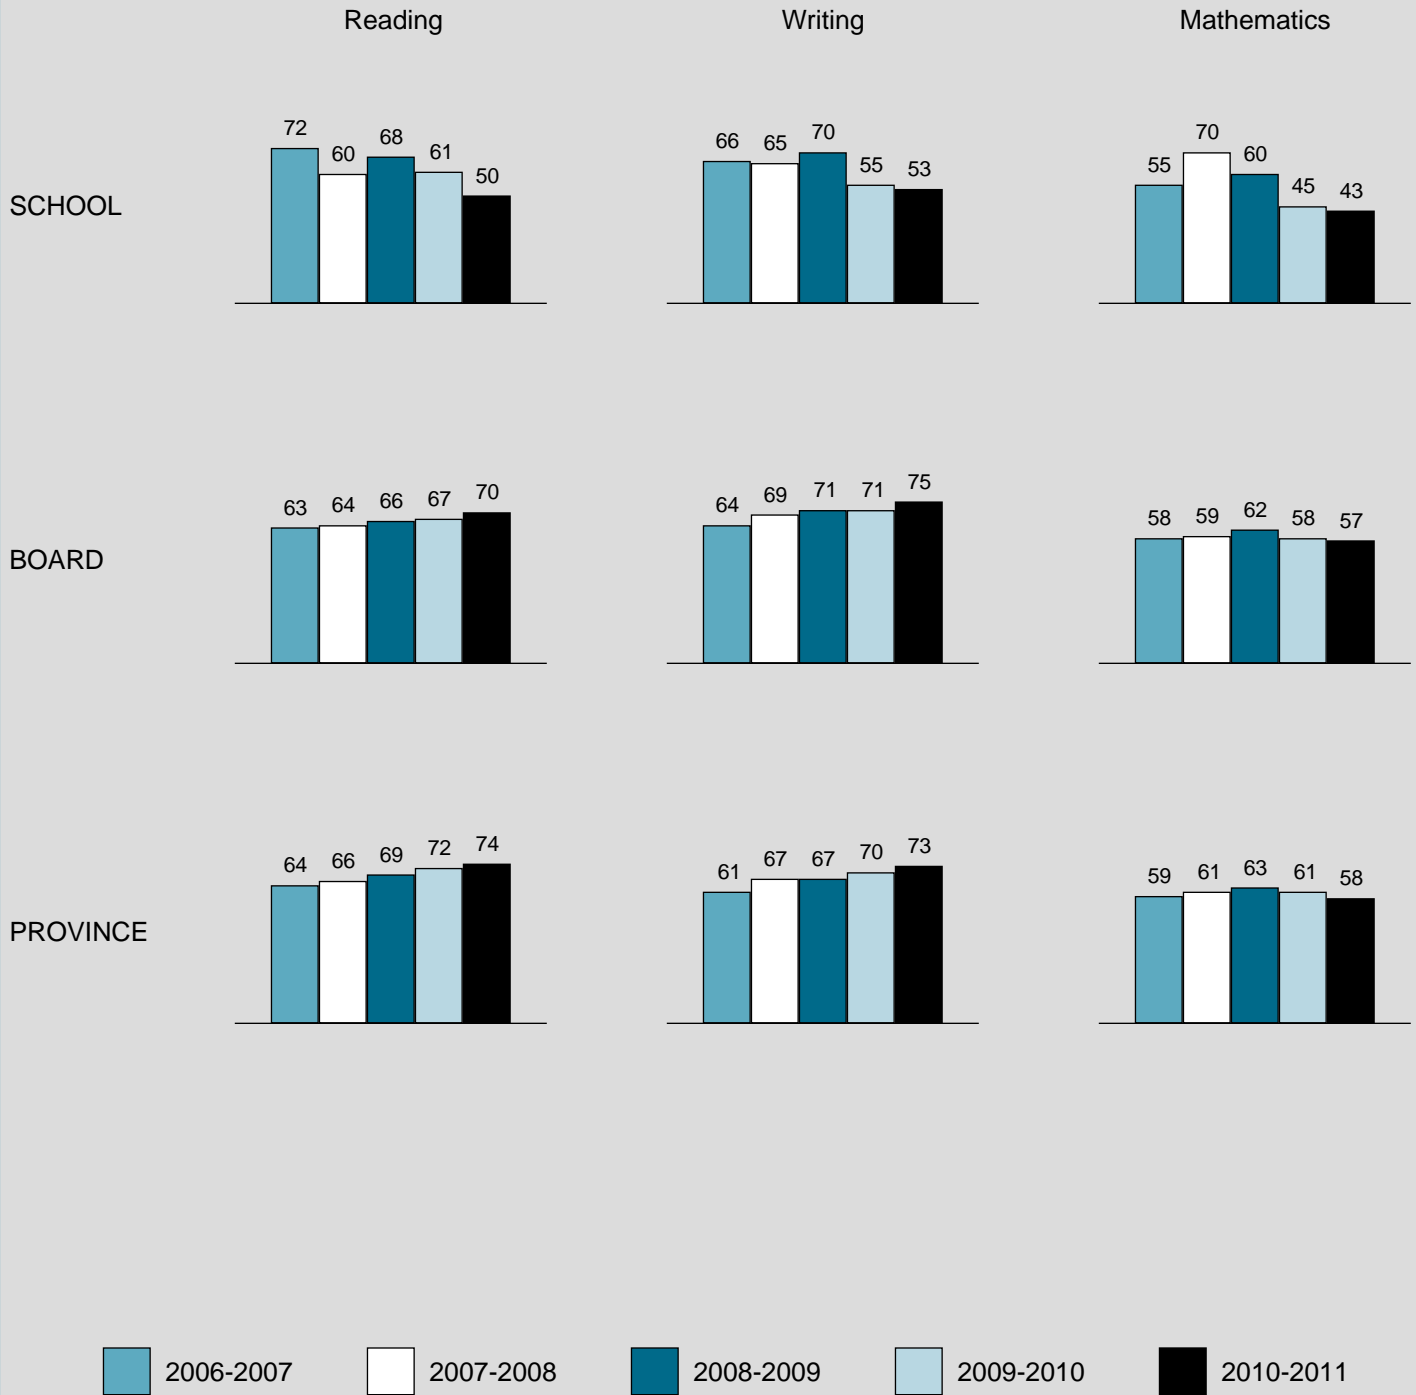 Reading Writing Mathematics
72 60 68 61 50
66 65 70 55 53
55 70 60 45 43
SCHOOL
63 64 66 67 70
64 69 71 71 75
58 59 62 58 57
BOARD
64 66 69 72 74
61 67 67 70 73
59 61 63 61 58
PROVINCE
2006-2007 2007-2008 2008-2009 2009-2010 2010-2011